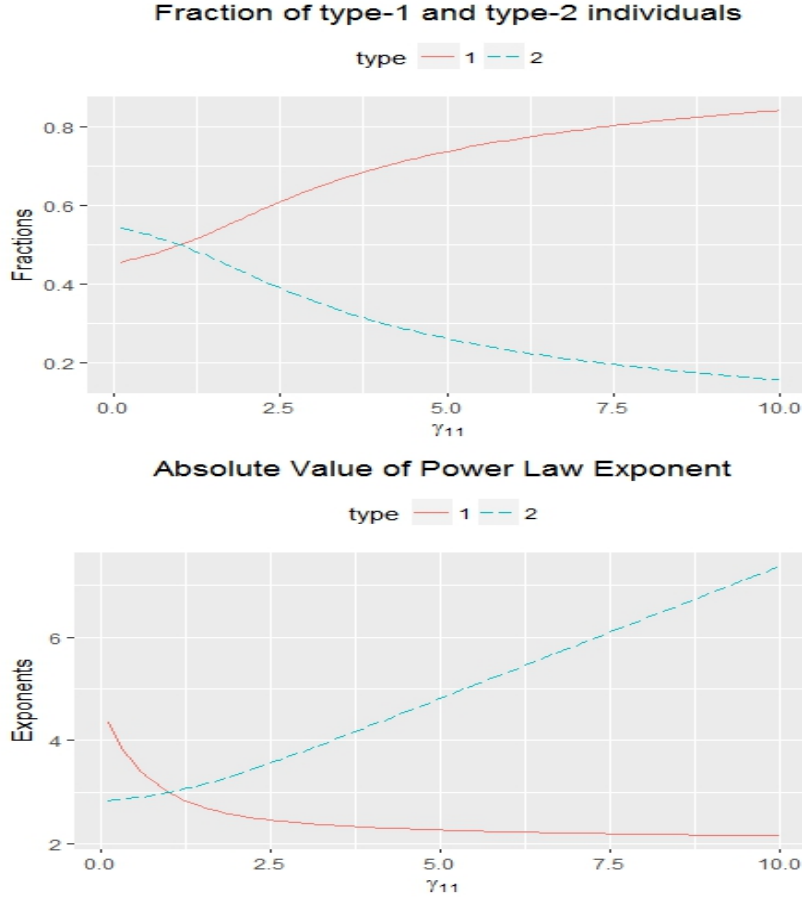 Fraction of type-1 and type-2 individuals
type 1 2
Fractions
0.8
0.6
0.4
0.2
0.0 2.5 5.0 7.5 10.0
γ11
Absolute Value of Power Law Exponent
type 1 2
Exponents
6
4
2
0.0 2.5 5.0 7.5 10.0
γ11